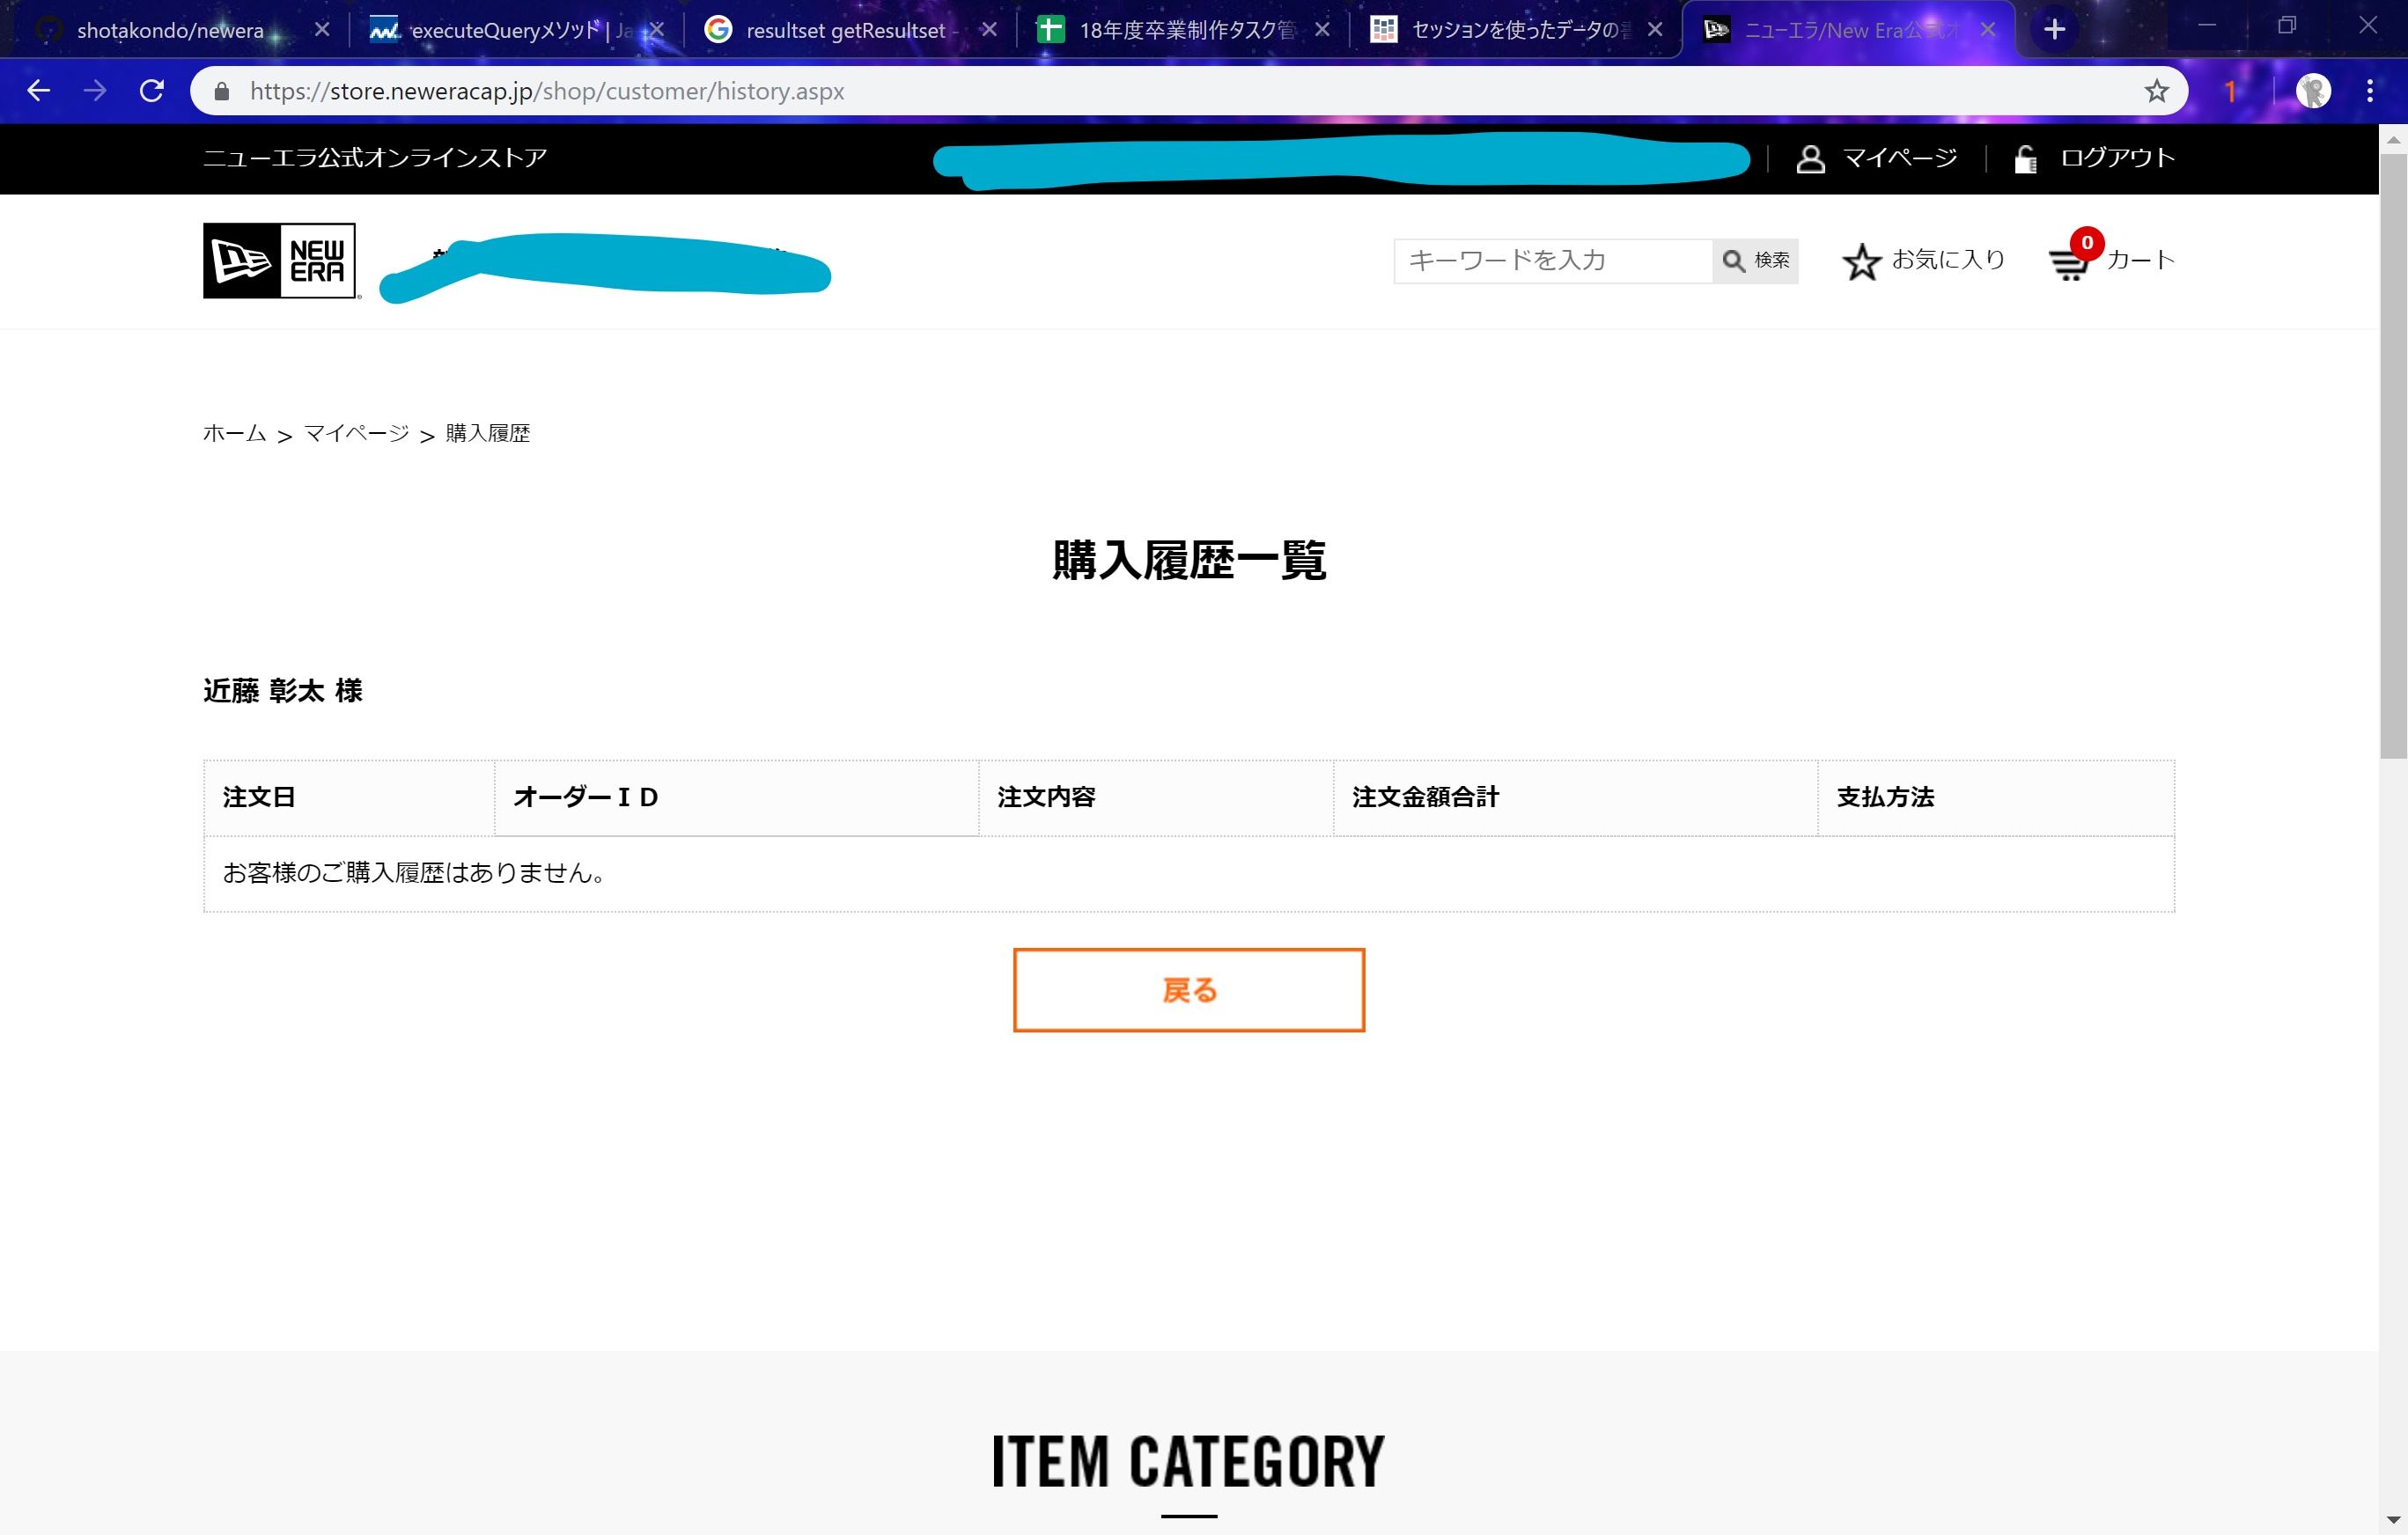 shotakondo/newera
executeQueryメソッド | Ja
resultset getResultset -
18年度卒業制作タスク管
セッションを使ったデータの書
ニューエラ/New Era公式オ
https://store.neweracap.jp/shop/customer/history.aspx
1
ニューエラ公式オンラインストア
マイページ
ログアウト
NEW ERA
キーワードを入力
検索
お気に入り
0
カート
ホーム > マイページ > 購入履歴
購入履歴一覧
近藤 彰太 様
注文日 オーダーＩＤ 注文内容 注文金額合計 支払方法
お客様のご購入履歴はありません。
戻る
ITEM CATEGORY